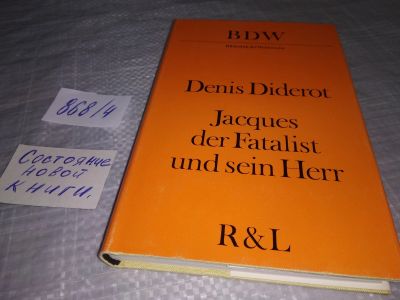 BDW
Denis Diderot
Jacques
der Fatalist
und sein Herr
R&L
868/4
Состояние
новой
книги.